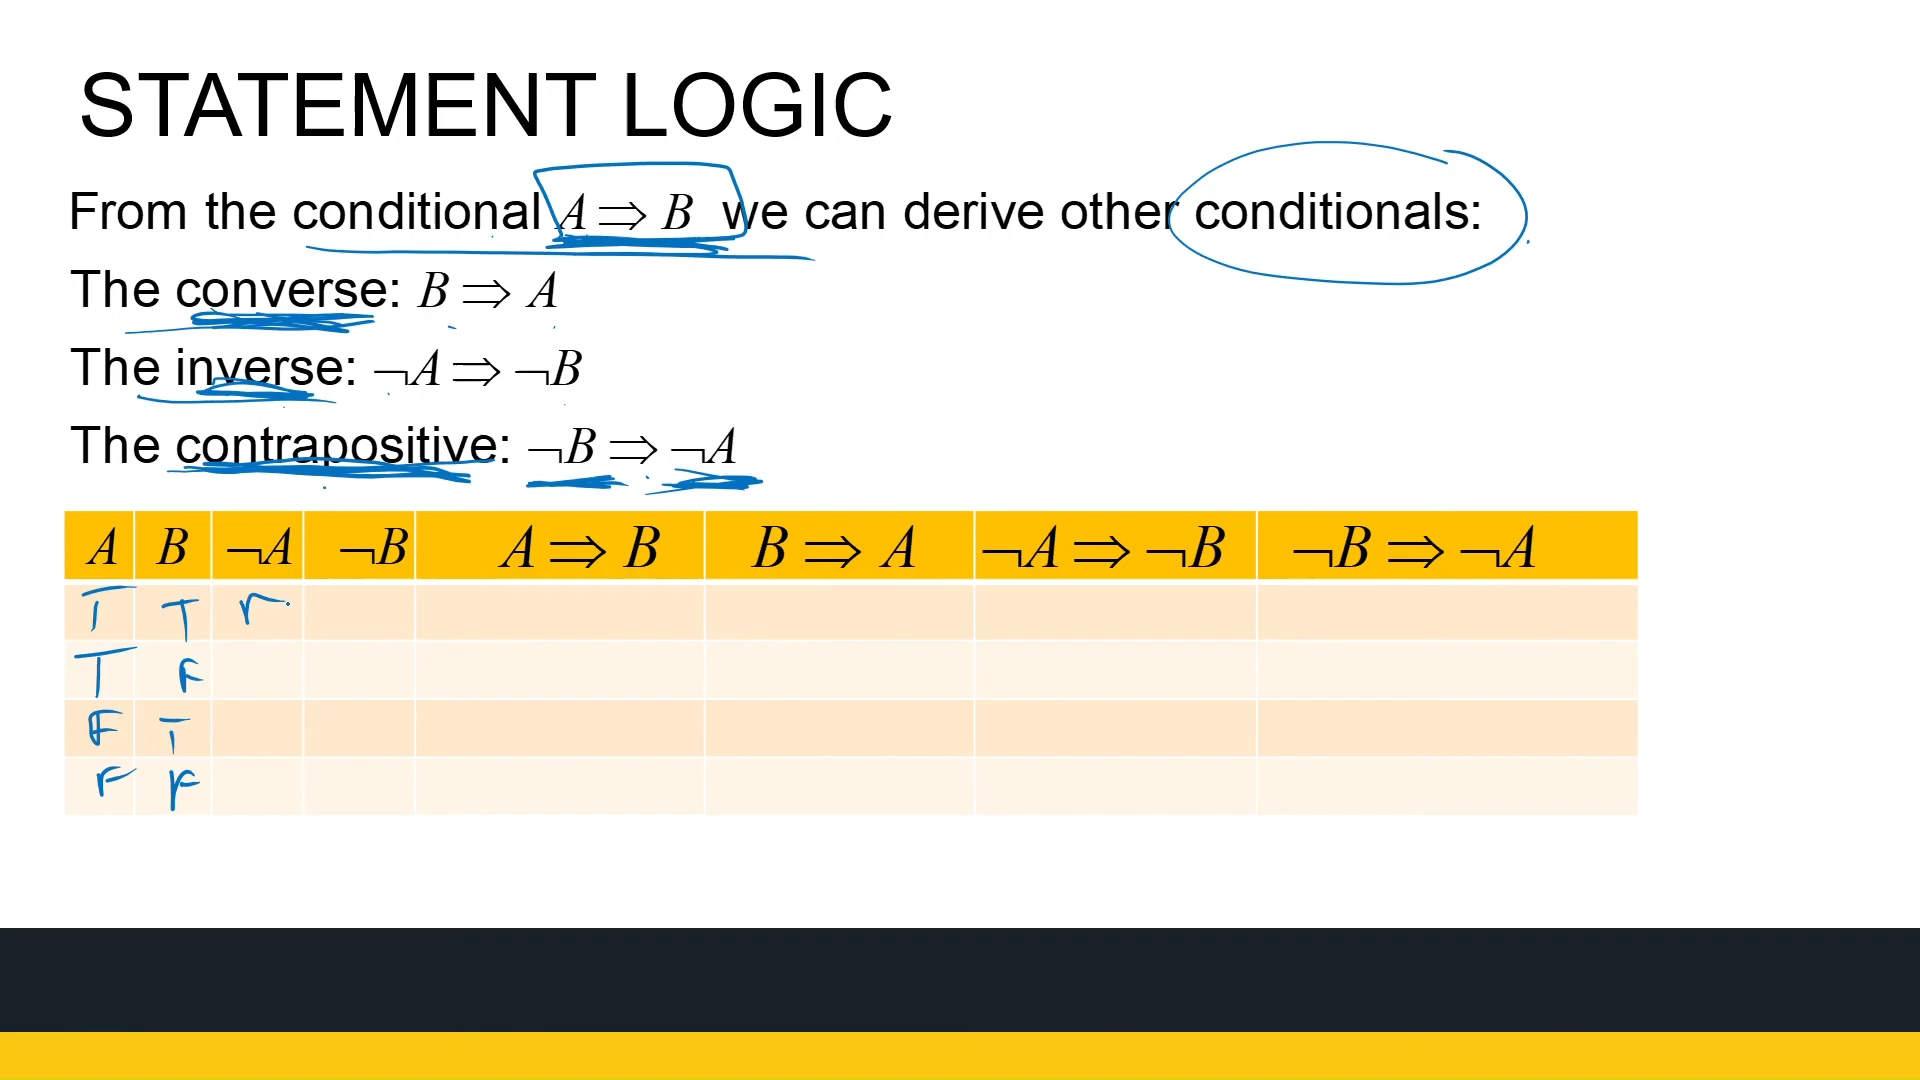 STATEMENT LOGIC
From the conditional A ⇒ B we can derive other conditionals:
The converse: B ⇒ A
The inverse: ¬A ⇒ ¬B
The contrapositive: ¬B ⇒ ¬A
A B ¬A ¬B A ⇒ B B ⇒ A ¬A ⇒ ¬B ¬B ⇒ ¬A
T T
T F
F T
F F